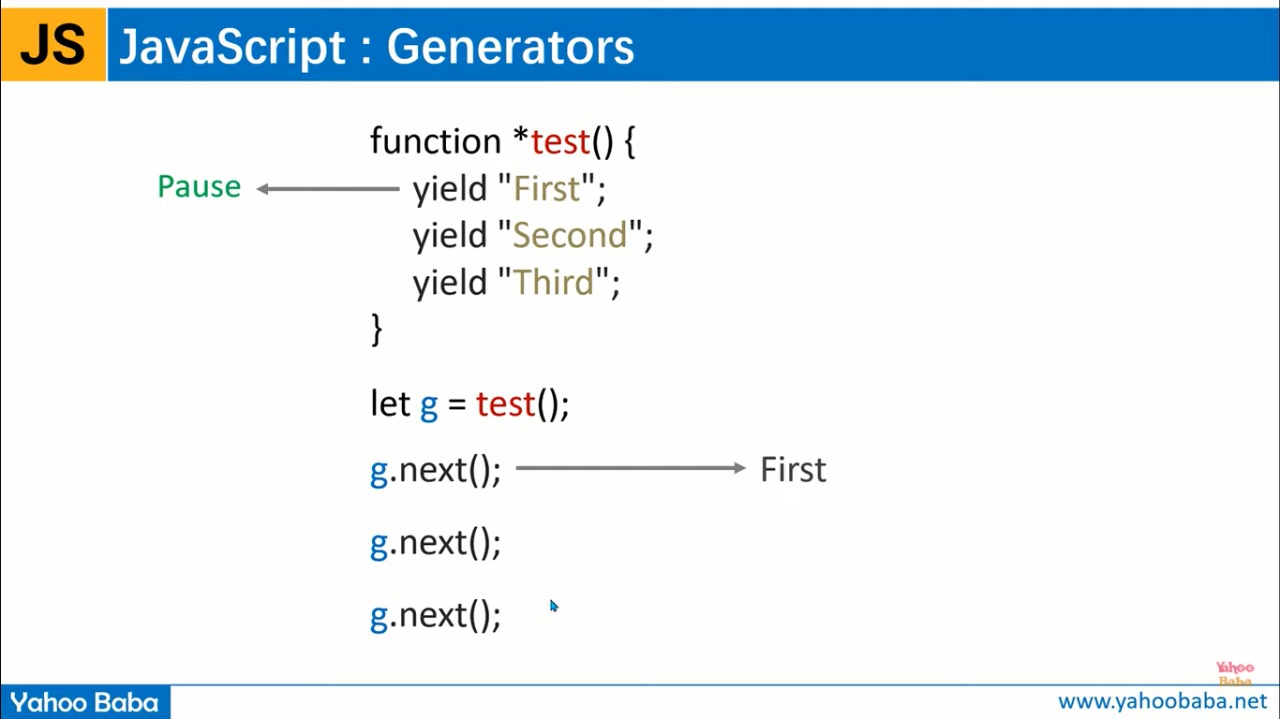 JS JavaScript : Generators
function *test() {
Pause yield "First";
yield "Second";
yield "Third";
}
let g = test();
g.next(); First
g.next();
g.next();
Yahoo
Baba
Yahoo Baba www.yahoobaba.net